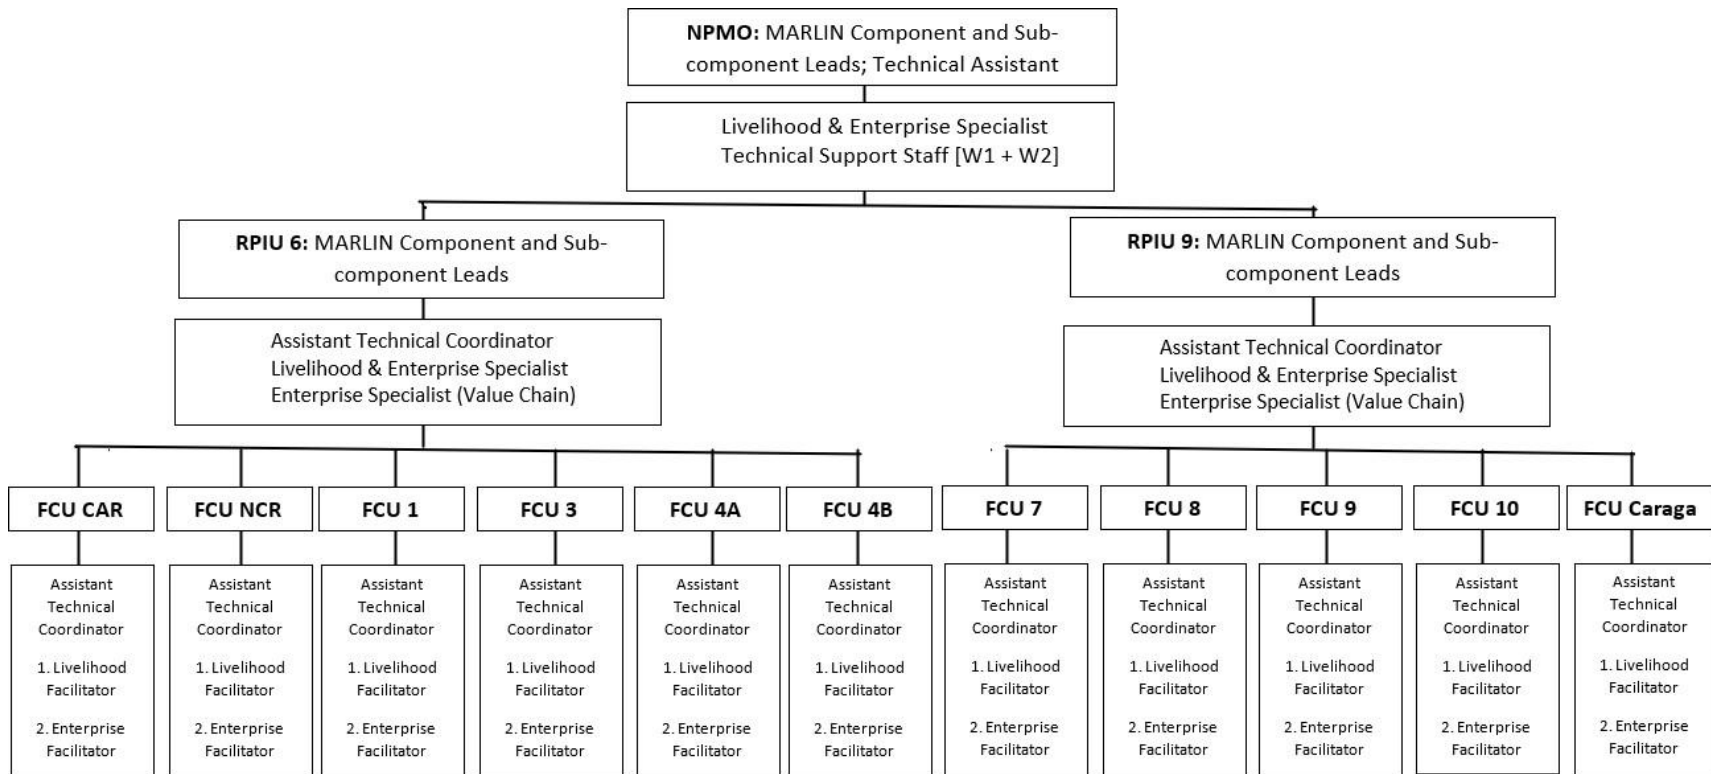 NPMO: MARLIN Component and Sub-
component Leads; Technical Assistant
Livelihood & Enterprise Specialist
Technical Support Staff [W1 + W2]
RPIU 6: MARLIN Component and Sub-
component Leads
RPIU 9: MARLIN Component and Sub-
component Leads
Assistant Technical Coordinator
Livelihood & Enterprise Specialist
Enterprise Specialist (Value Chain)
Assistant Technical Coordinator
Livelihood & Enterprise Specialist
Enterprise Specialist (Value Chain)
FCU CAR
FCU NCR
FCU 1
FCU 3
FCU 4A
FCU 4B
FCU 7
FCU 8
FCU 9
FCU 10
FCU Caraga
Assistant
Technical
Coordinator
1. Livelihood
Facilitator
2. Enterprise
Facilitator
Assistant
Technical
Coordinator
1. Livelihood
Facilitator
2. Enterprise
Facilitator
Assistant
Technical
Coordinator
1. Livelihood
Facilitator
2. Enterprise
Facilitator
Assistant
Technical
Coordinator
1. Livelihood
Facilitator
2. Enterprise
Facilitator
Assistant
Technical
Coordinator
1. Livelihood
Facilitator
2. Enterprise
Facilitator
Assistant
Technical
Coordinator
1. Livelihood
Facilitator
2. Enterprise
Facilitator
Assistant
Technical
Coordinator
1. Livelihood
Facilitator
2. Enterprise
Facilitator
Assistant
Technical
Coordinator
1. Livelihood
Facilitator
2. Enterprise
Facilitator
Assistant
Technical
Coordinator
1. Livelihood
Facilitator
2. Enterprise
Facilitator
Assistant
Technical
Coordinator
1. Livelihood
Facilitator
2. Enterprise
Facilitator
Assistant
Technical
Coordinator
1. Livelihood
Facilitator
2. Enterprise
Facilitator